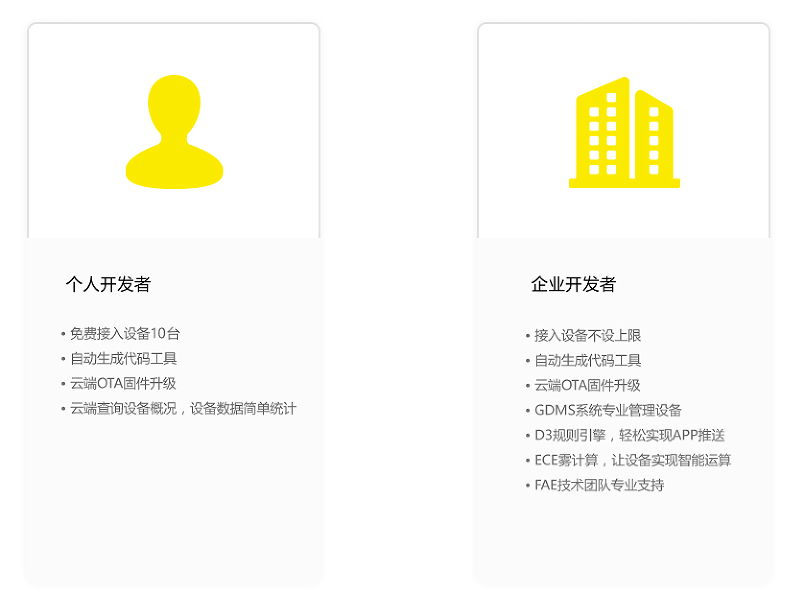 个人开发者
• 免费接入设备10台
• 自动生成代码工具
• 云端OTA固件升级
• 云端查询设备概况，设备数据简单统计
企业开发者
• 接入设备不设上限
• 自动生成代码工具
• 云端OTA固件升级
• GDMS系统专业管理设备
• D3规则引擎，轻松实现APP推送
• ECE雾计算，让设备实现智能运算
• FAE技术团队专业支持